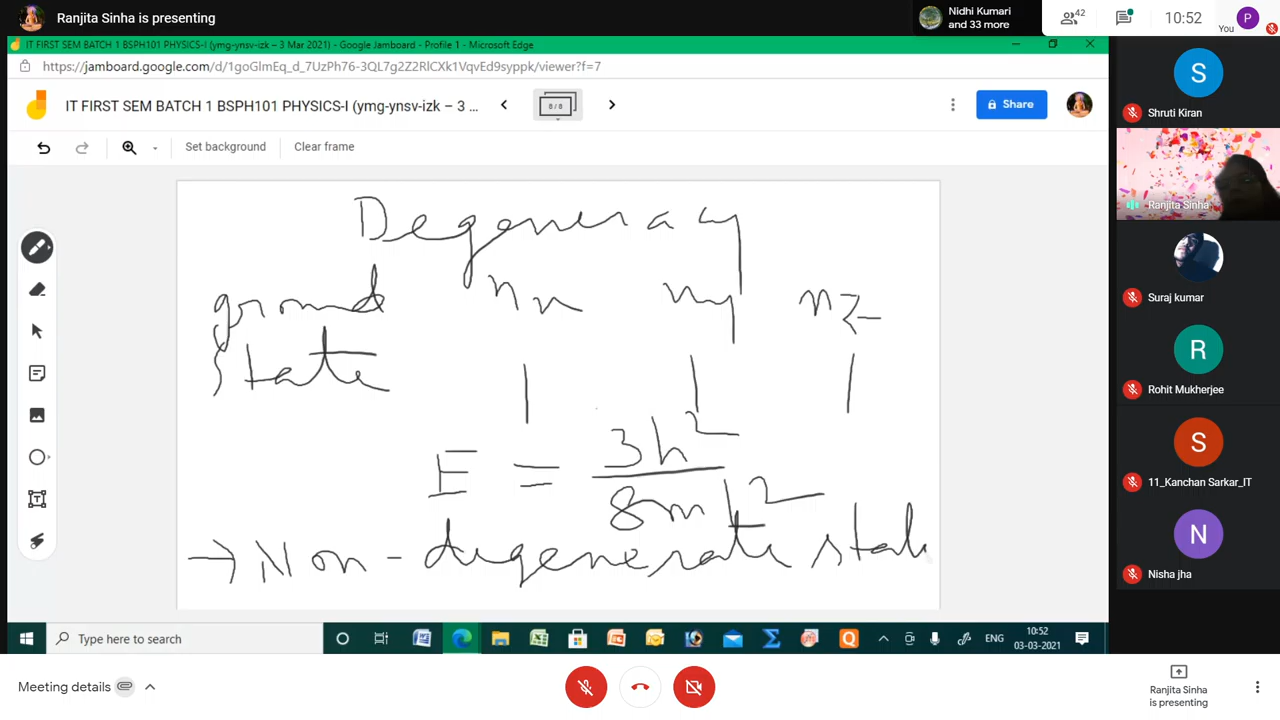 Ranjita Sinha is presenting
Nidhi Kumari
and 33 more
42
10:52
You
P
IT FIRST SEM BATCH 1 BSPH101 PHYSICS-I (ymg-ynsv-izk – 3 Mar 2021) - Google Jamboard - Profile 1 - Microsoft Edge
https://jamboard.google.com/d/1goGlmEq_d_7UzPh76-3QL7g2Z2RlCXk1VqvEd9syppk/viewer?f=7
IT FIRST SEM BATCH 1 BSPH101 PHYSICS-I (ymg-ynsv-izk – 3 ...
8/8
Share
Set background
Clear frame
Degeneracy
ground nx ny nz
state 1 1 1
E = 3h²/8mL²
→ Non-degenerate stat
S
Shruti Kiran
Ranjita Sinha
Suraj kumar
R
Rohit Mukherjee
S
11_Kanchan Sarkar_IT
N
Nisha jha
Type here to search
ENG
10:52
03-03-2021
Meeting details
Ranjita Sinha
is presenting